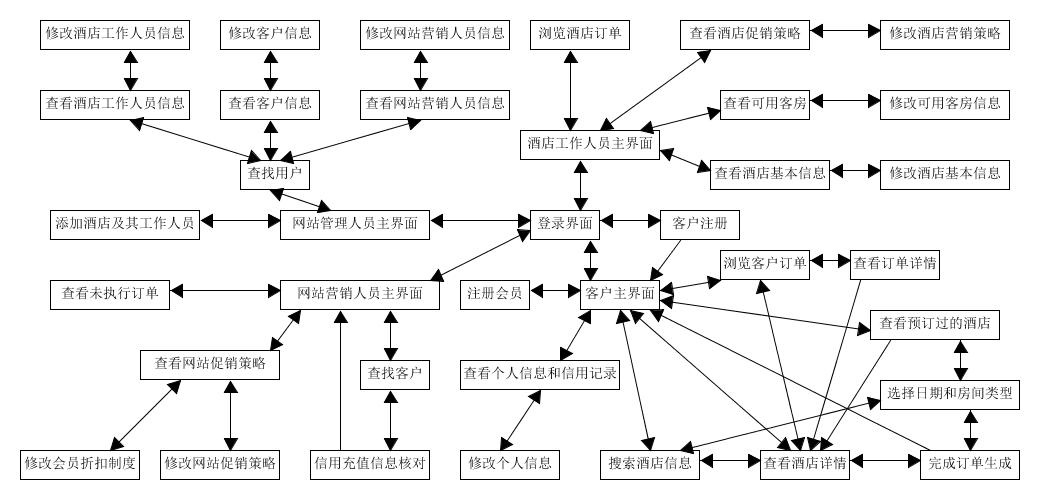 修改酒店工作人员信息
修改客户信息
修改网站营销人员信息
浏览酒店订单
查看酒店促销策略
修改酒店营销策略
查看酒店工作人员信息
查看客户信息
查看网站营销人员信息
查看可用客房
修改可用客房信息
酒店工作人员主界面
查找用户
查看酒店基本信息
修改酒店基本信息
添加酒店及其工作人员
网站管理人员主界面
登录界面
客户注册
浏览客户订单
查看订单详情
查看未执行订单
网站营销人员主界面
注册会员
客户主界面
查看预订过的酒店
查看网站促销策略
查找客户
查看个人信息和信用记录
选择日期和房间类型
修改会员折扣制度
修改网站促销策略
信用充值信息核对
修改个人信息
搜索酒店信息
查看酒店详情
完成订单生成